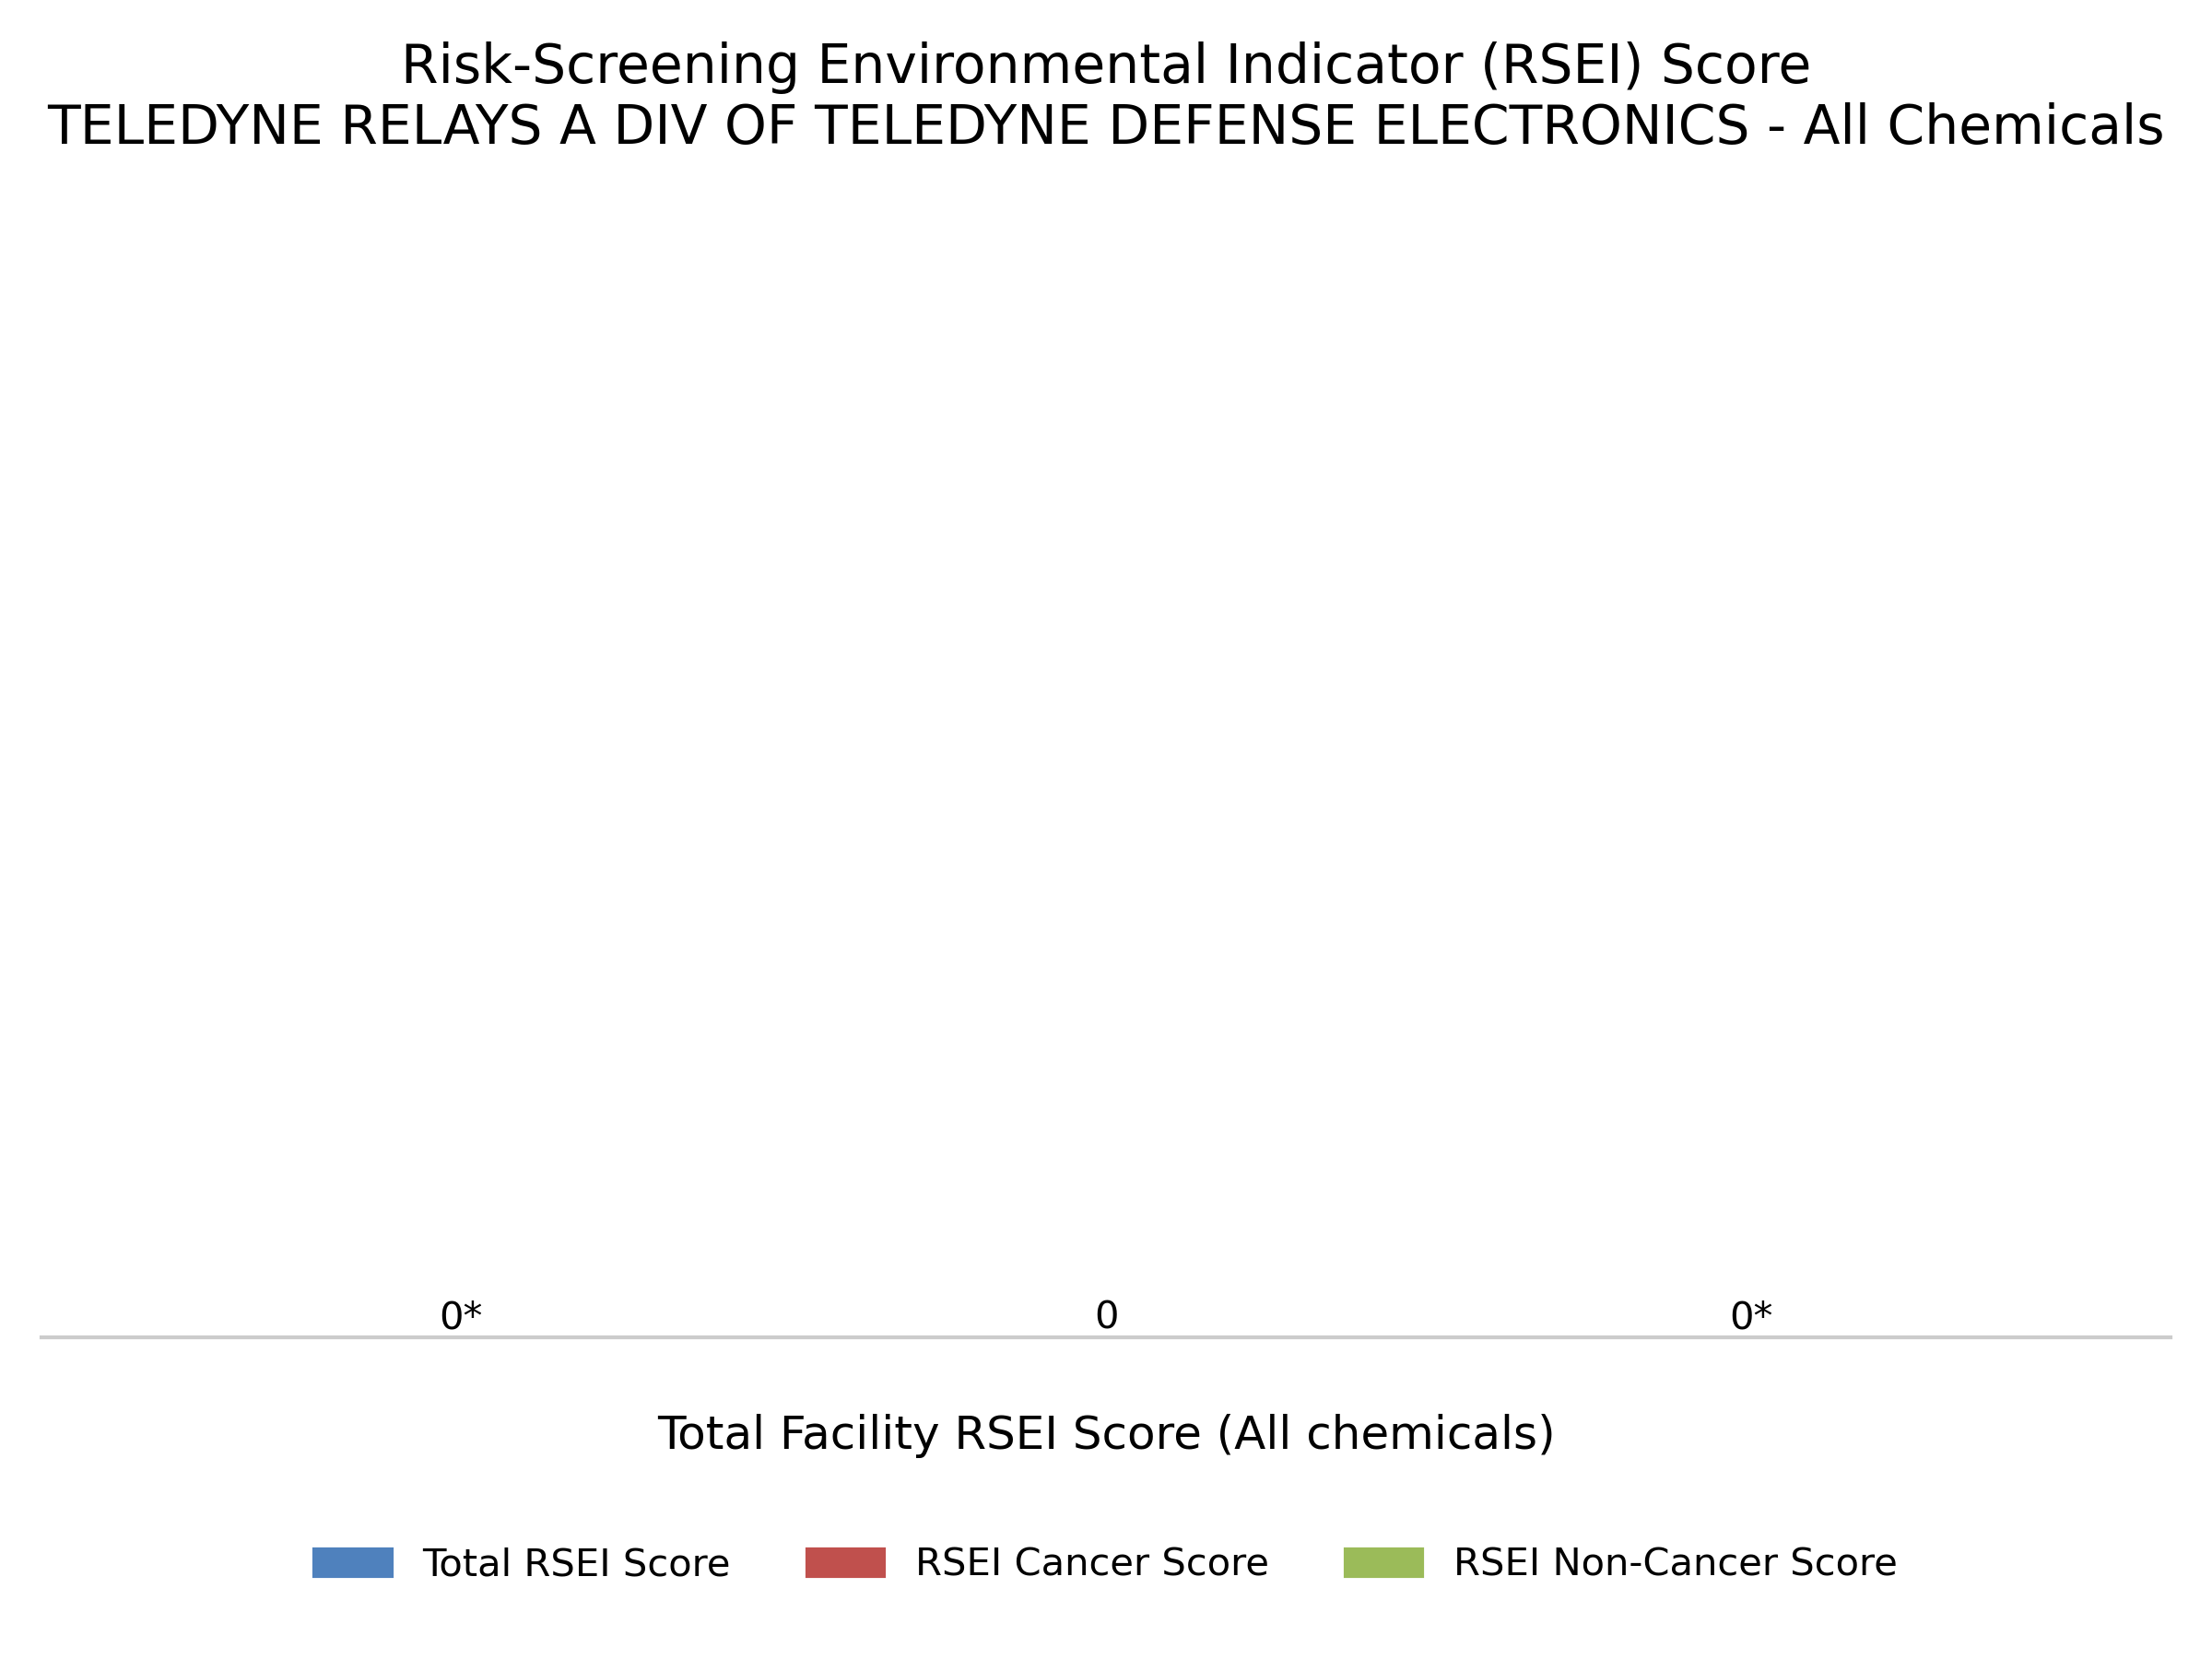 Risk-Screening Environmental Indicator (RSEI) Score
TELEDYNE RELAYS A DIV OF TELEDYNE DEFENSE ELECTRONICS - All Chemicals
0* 0 0*
Total Facility RSEI Score (All chemicals)
Total RSEI Score RSEI Cancer Score RSEI Non-Cancer Score